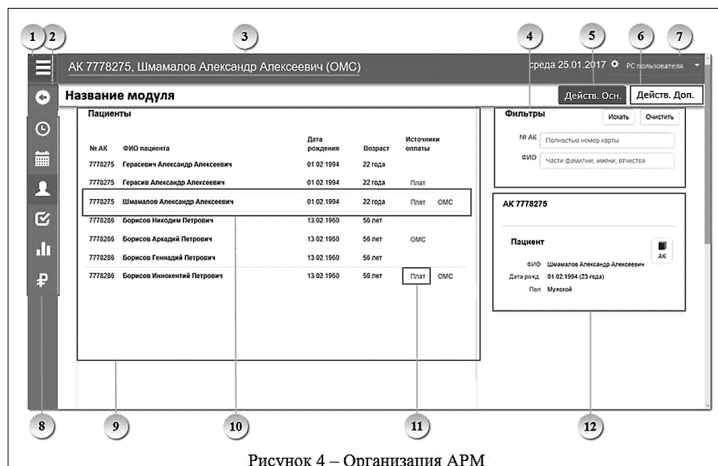 1 2 3 4 5 6 7
АК 7778275, Шмамалов Александр Алексеевич (ОМС) среда 25.01.2017 РС пользователя
Название модуля Действ. Осн. Действ. Доп.
Пациенты Фильтры Искать Очистить
№ АК ФИО пациента Дата рождения Возраст Источники оплаты
№ АК Полностью номер карты
ФИО Части фамилии, имени, отчества
7778275 Герасевич Александр Алексеевич 01.02.1994 22 года
7778275 Герасив Александр Алексеевич 01.02.1994 22 года Плат
7778275 Шмамалов Александр Алексеевич 01.02.1994 22 года Плат ОМС
7778286 Борисов Никодим Петрович 13.02.1960 56 лет
7778286 Борисов Аркадий Петрович 13.02.1960 56 лет ОМС
7778286 Борисов Геннадий Петрович 13.02.1960 56 лет
7778286 Борисов Иннокентий Петрович 13.02.1960 56 лет Плат ОМС
АК 7778275
Пациент
АК
ФИО Шмамалов Александр Алексеевич
Дата рожд 01.02.1994 (23 года)
Пол Мужской
8 9 10 11 12
Рисунок 4 – Организация АРМ